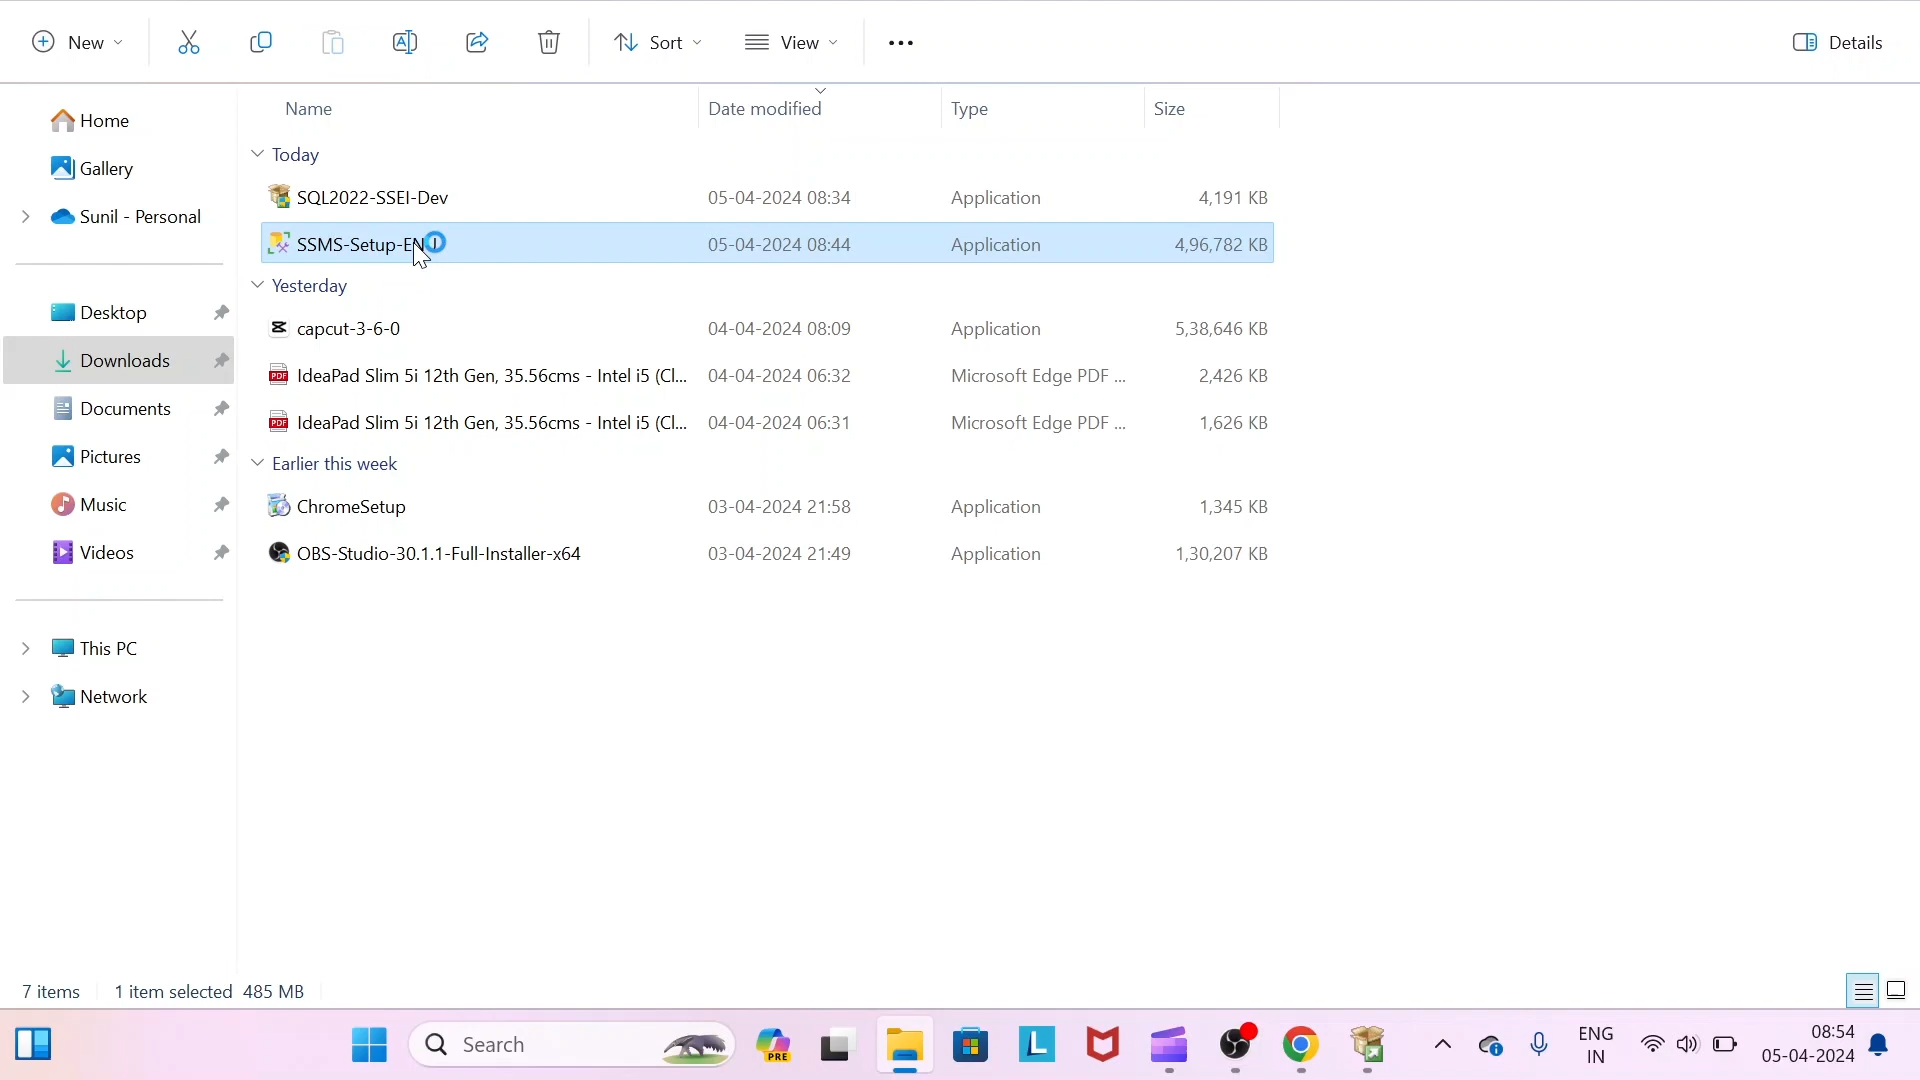 New Sort View Details
Name Date modified Type Size
Home
Gallery
Sunil - Personal
Desktop
Downloads
Documents
Pictures
Music
Videos
This PC
Network
Today
SQL2022-SSEI-Dev 05-04-2024 08:34 Application 4,191 KB
SSMS-Setup-EN 05-04-2024 08:44 Application 4,96,782 KB
Yesterday
capcut-3-6-0 04-04-2024 08:09 Application 5,38,646 KB
IdeaPad Slim 5i 12th Gen, 35.56cms - Intel i5 (Cl... 04-04-2024 06:32 Microsoft Edge PDF ... 2,426 KB
IdeaPad Slim 5i 12th Gen, 35.56cms - Intel i5 (Cl... 04-04-2024 06:31 Microsoft Edge PDF ... 1,626 KB
Earlier this week
ChromeSetup 03-04-2024 21:58 Application 1,345 KB
OBS-Studio-30.1.1-Full-Installer-x64 03-04-2024 21:49 Application 1,30,207 KB
7 items 1 item selected 485 MB
Search PRE L ENG 08:54
IN 05-04-2024